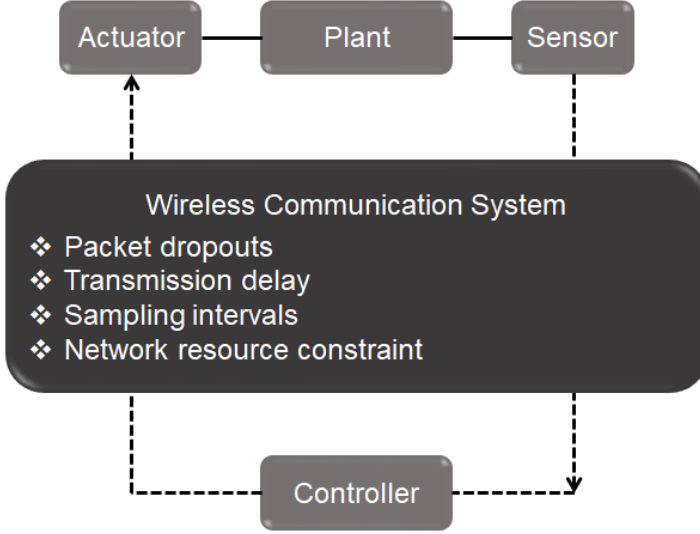 Actuator
Plant
Sensor
Wireless Communication System
❖ Packet dropouts
❖ Transmission delay
❖ Sampling intervals
❖ Network resource constraint
Controller